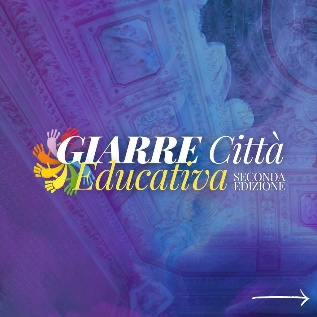 GIARRE Città
Educativa SECONDA
EDIZIONE